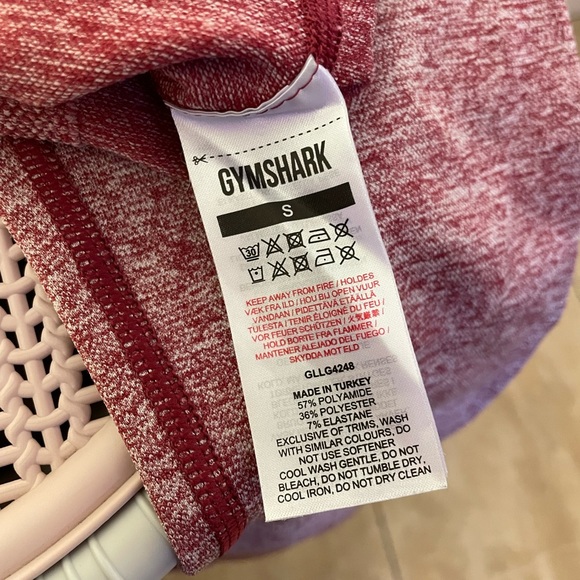 GYMSHARK
S
30
KEEP AWAY FROM FIRE / HOLDES
VÆK FRA ILD / HOU BIJ OPEN VUUR
VANDAAN / PIDETTÄVÄ ETÄÄLLÄ
TULESTA / TENIR ÉLOIGNÉ DU FEU /
VOR FEUER SCHÜTZEN / 火気厳禁 /
HOLD BORTE FRA FLAMMER /
MANTENER ALEJADO DEL FUEGO /
SKYDDA MOT ELD
GLLG4248
MADE IN TURKEY
57% POLYAMIDE
36% POLYESTER
7% ELASTANE
EXCLUSIVE OF TRIMS, WASH
WITH SIMILAR COLOURS, DO
NOT USE SOFTENER
COOL WASH GENTLE, DO NOT
BLEACH, DO NOT TUMBLE DRY,
COOL IRON, DO NOT DRY CLEAN